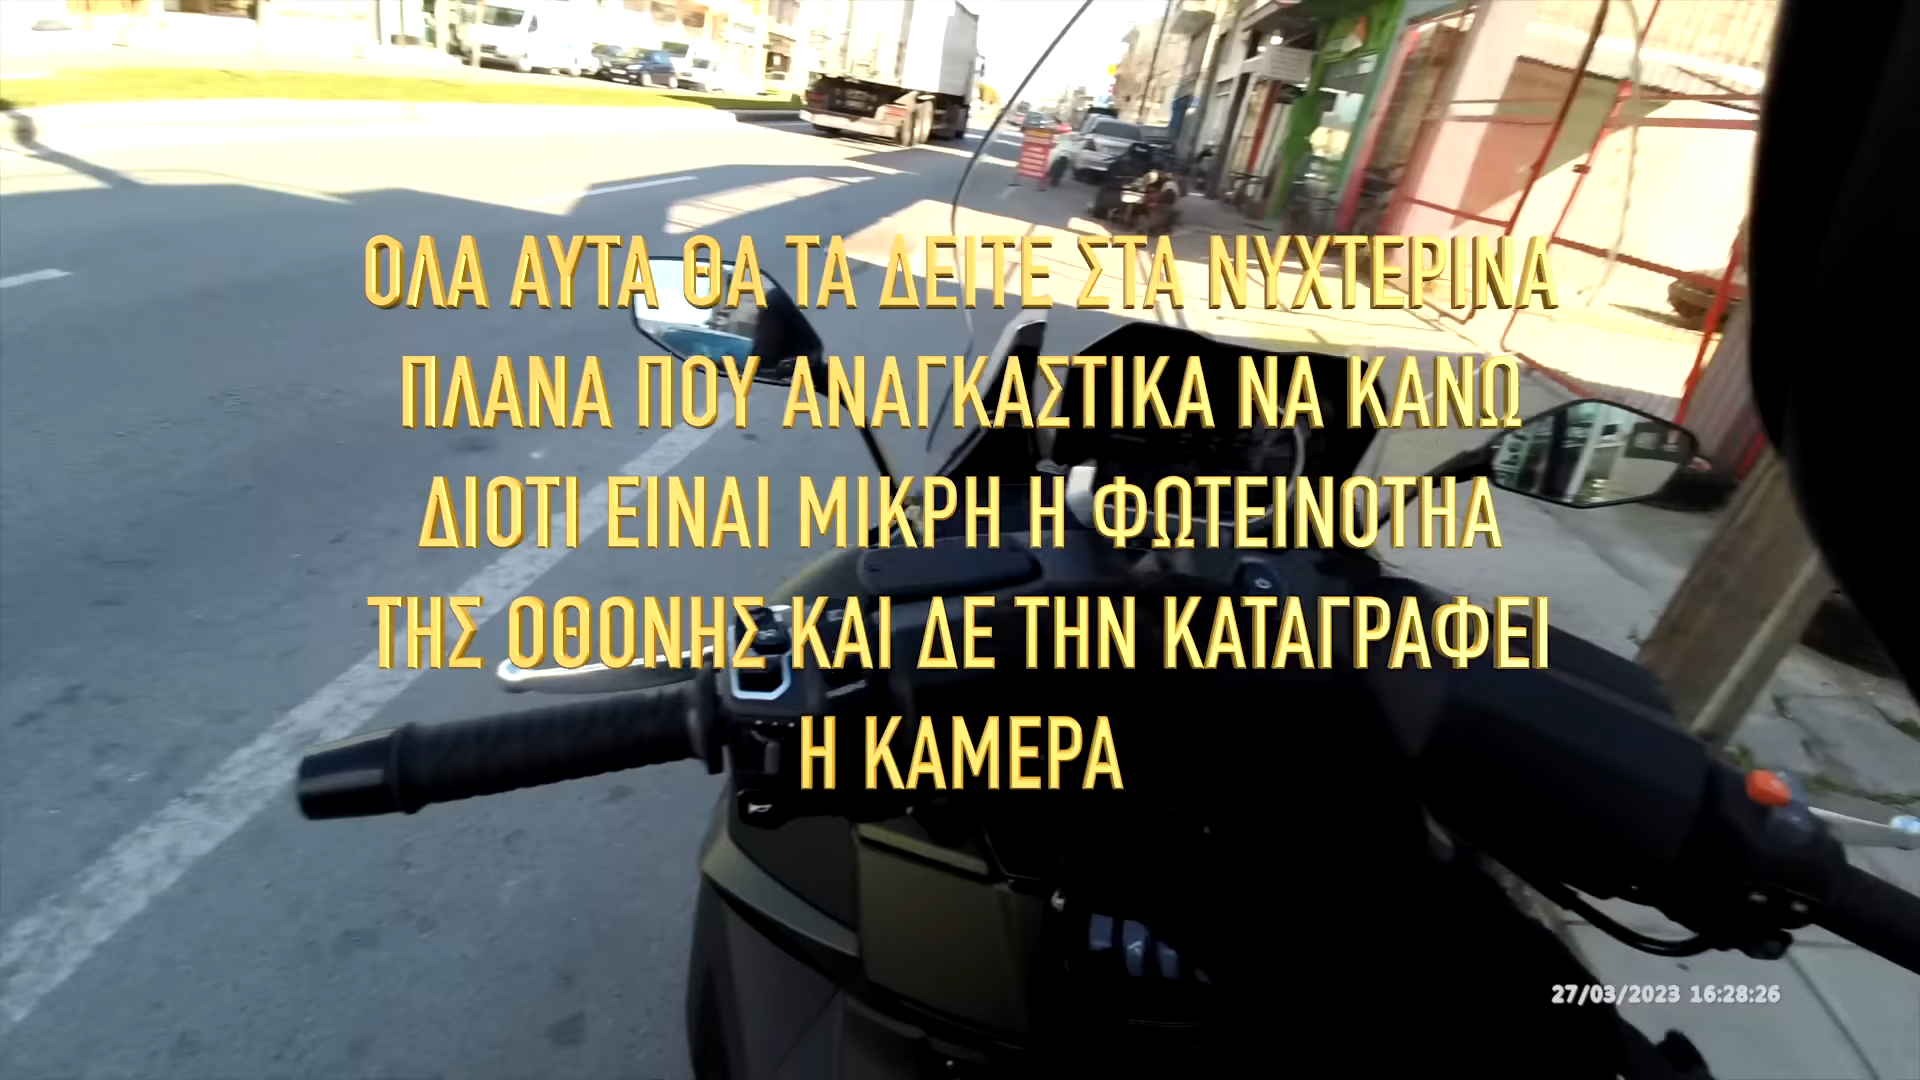 ΟΛΑ ΑΥΤΑ ΘΑ ΤΑ ΔΕΙΤΕ ΣΤΑ ΝΥΧΤΕΡΙΝΑ
ΠΛΑΝΑ ΠΟΥ ΑΝΑΓΚΑΣΤΙΚΑ ΝΑ ΚΑΝΩ
ΔΙΟΤΙ ΕΙΝΑΙ ΜΙΚΡΗ Η ΦΩΤΕΙΝΟΤΗΑ
ΤΗΣ ΟΘΟΝΗΣ ΚΑΙ ΔΕ ΤΗΝ ΚΑΤΑΓΡΑΦΕΙ
Η ΚΑΜΕΡΑ
27/03/2023 16:28:26